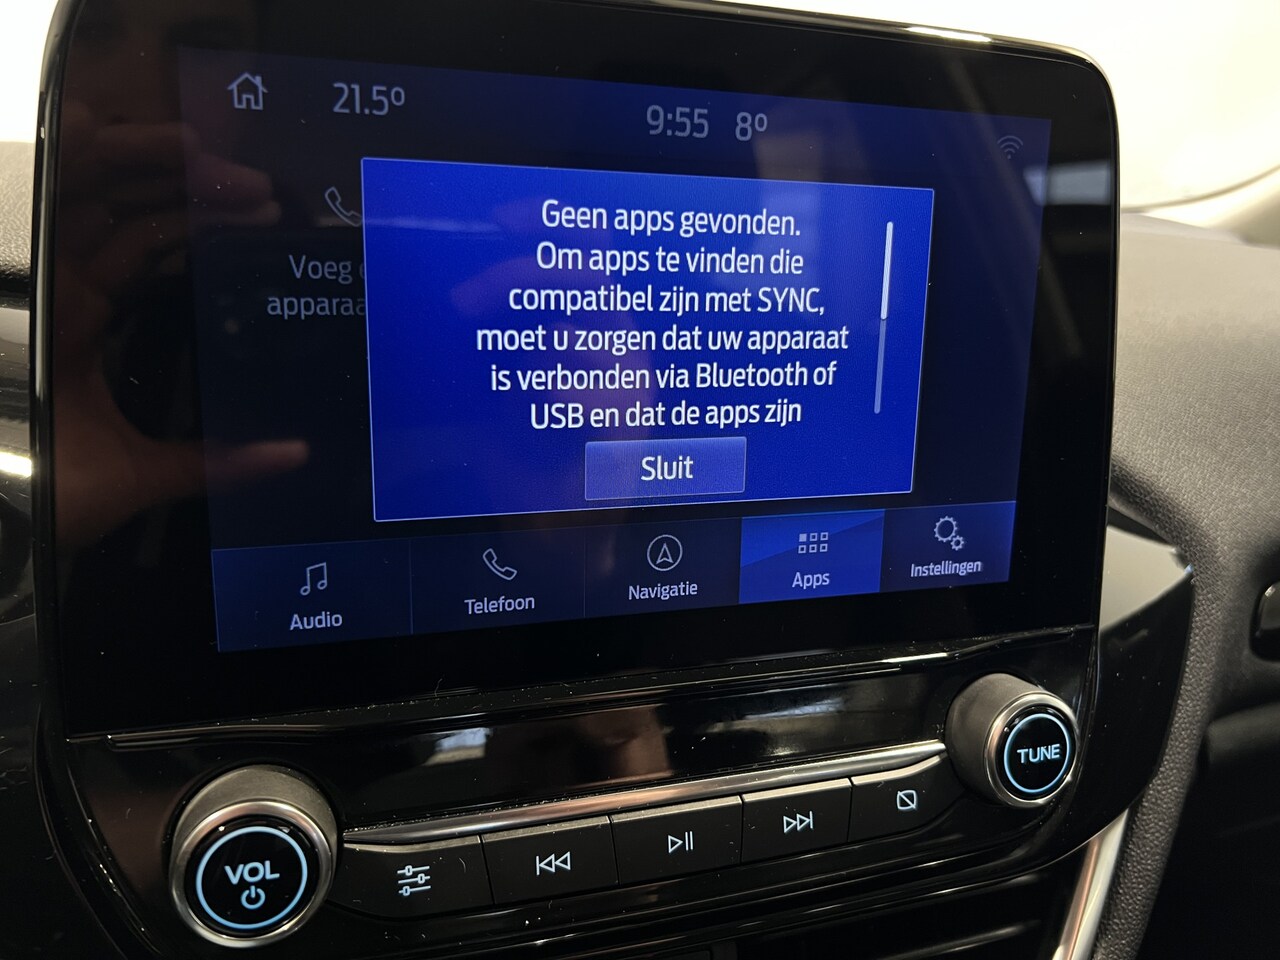 21.5º
9:55 8º
Geen apps gevonden.
Om apps te vinden die
compatibel zijn met SYNC,
moet u zorgen dat uw apparaat
is verbonden via Bluetooth of
USB en dat de apps zijn
Sluit
Voeg
Audio
Telefoon
Navigatie
Apps
Instellingen
VOL
TUNE